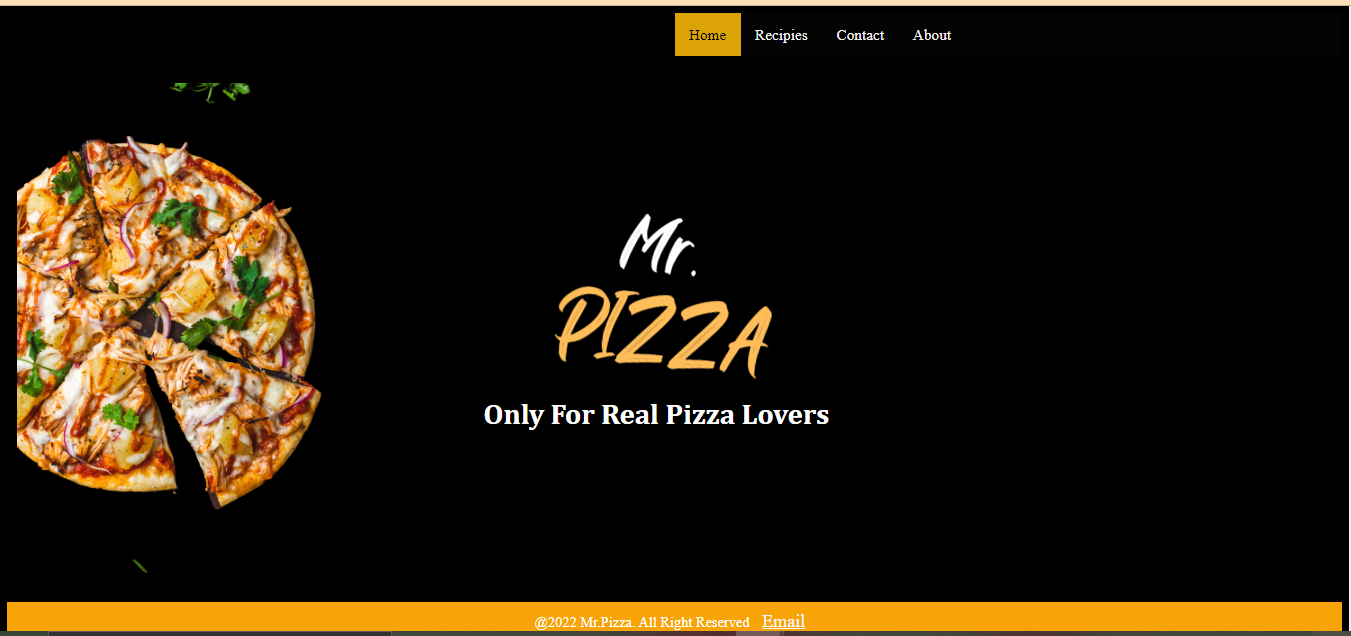 Home Recipies Contact About
Mr.
PIZZA
Only For Real Pizza Lovers
@2022 Mr.Pizza. All Right Reserved Email